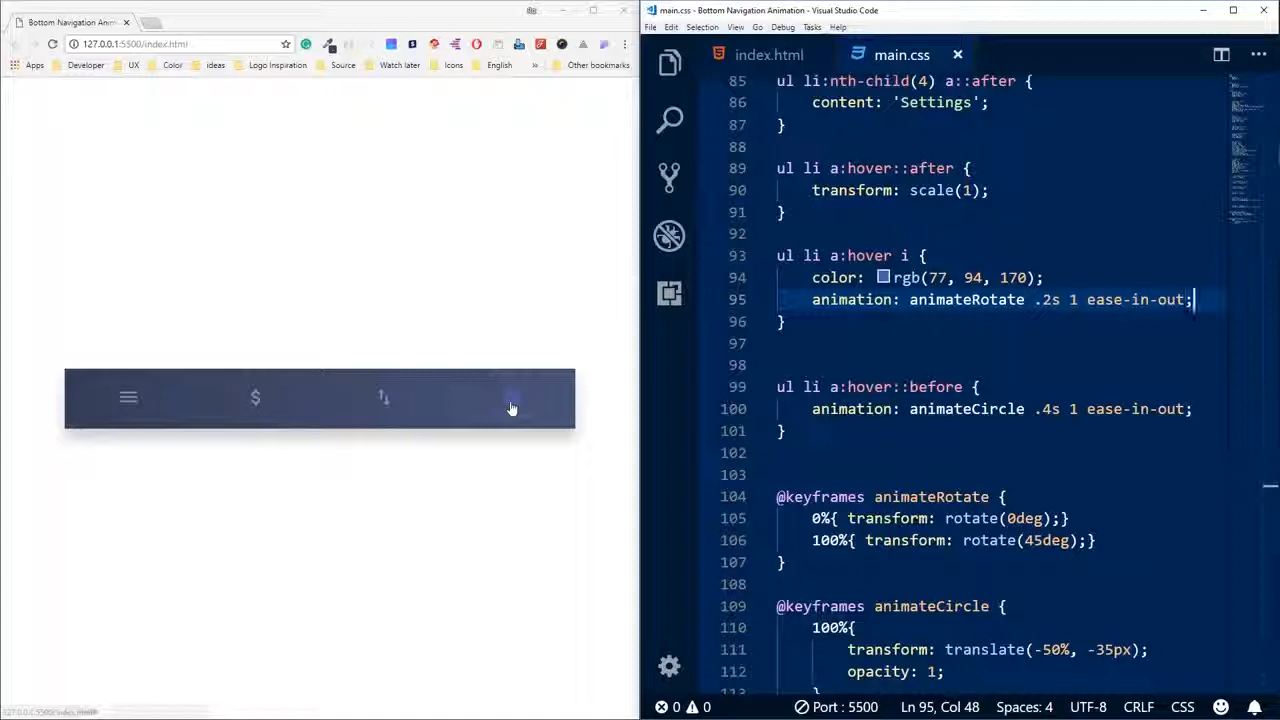 Bottom Navigation Anim
127.0.0.1:5500/index.html
Apps Developer UX Color ideas Logo Inspiration Source Watch later Icons English » Other bookmarks
main.css - Bottom Navigation Animation - Visual Studio Code
File Edit Selection View Go Debug Tasks Help
index.html main.css
85 ul li:nth-child(4) a::after {
86 content: 'Settings';
87 }
88
89 ul li a:hover::after {
90 transform: scale(1);
91 }
92
93 ul li a:hover i {
94 color: rgb(77, 94, 170);
95 animation: animateRotate .2s 1 ease-in-out;
96 }
97
98
99 ul li a:hover::before {
100 animation: animateCircle .4s 1 ease-in-out;
101 }
102
103
104 @keyframes animateRotate {
105 0%{ transform: rotate(0deg);}
106 100%{ transform: rotate(45deg);}
107 }
108
109 @keyframes animateCircle {
110 100%{
111 transform: translate(-50%, -35px);
112 opacity: 1;
113 }
$
0 0 Port : 5500 Ln 95, Col 48 Spaces: 4 UTF-8 CRLF CSS